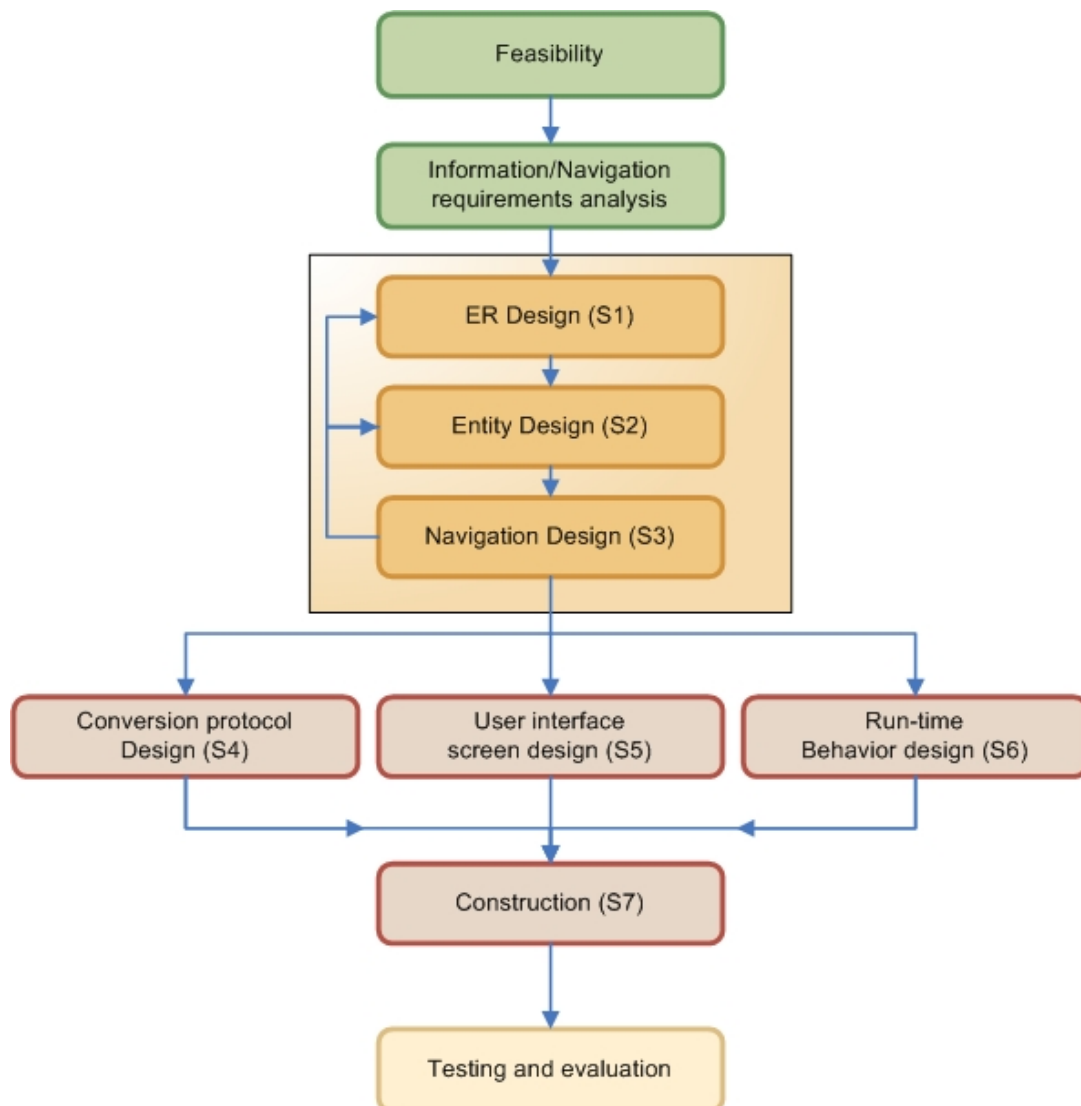 Feasibility
Information/Navigation
requirements analysis
ER Design (S1)
Entity Design (S2)
Navigation Design (S3)
Conversion protocol
Design (S4)
User interface
screen design (S5)
Run-time
Behavior design (S6)
Construction (S7)
Testing and evaluation